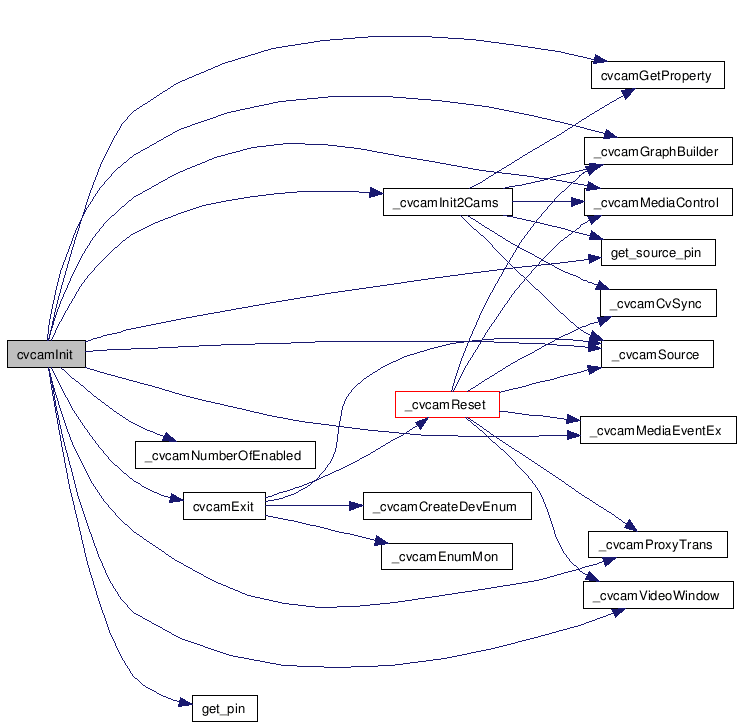 cvcamGetProperty
_cvcamGraphBuilder
_cvcamInit2Cams
_cvcamMediaControl
get_source_pin
_cvcamCvSync
cvcamInit
_cvcamSource
_cvcamReset
_cvcamMediaEventEx
_cvcamNumberOfEnabled
cvcamExit
_cvcamCreateDevEnum
_cvcamProxyTrans
_cvcamEnumMon
_cvcamVideoWindow
get_pin